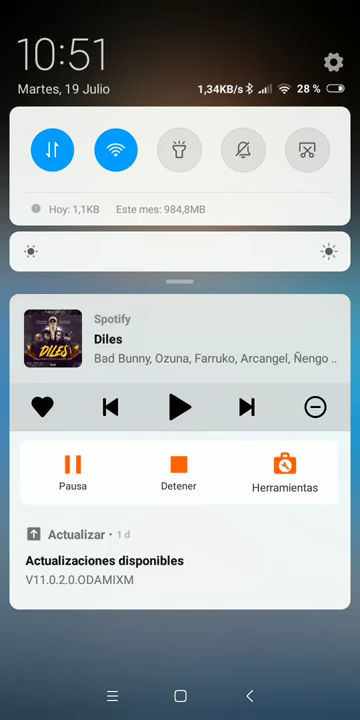 10:51
Martes, 19 Julio
1,34KB/s 28 %
Hoy: 1,1KB Este mes: 984,8MB
Spotify
Diles
Bad Bunny, Ozuna, Farruko, Arcangel, Ñengo ..
DILES
Pausa Detener Herramientas
Actualizar • 1 d
Actualizaciones disponibles
V11.0.2.0.ODAMIXM